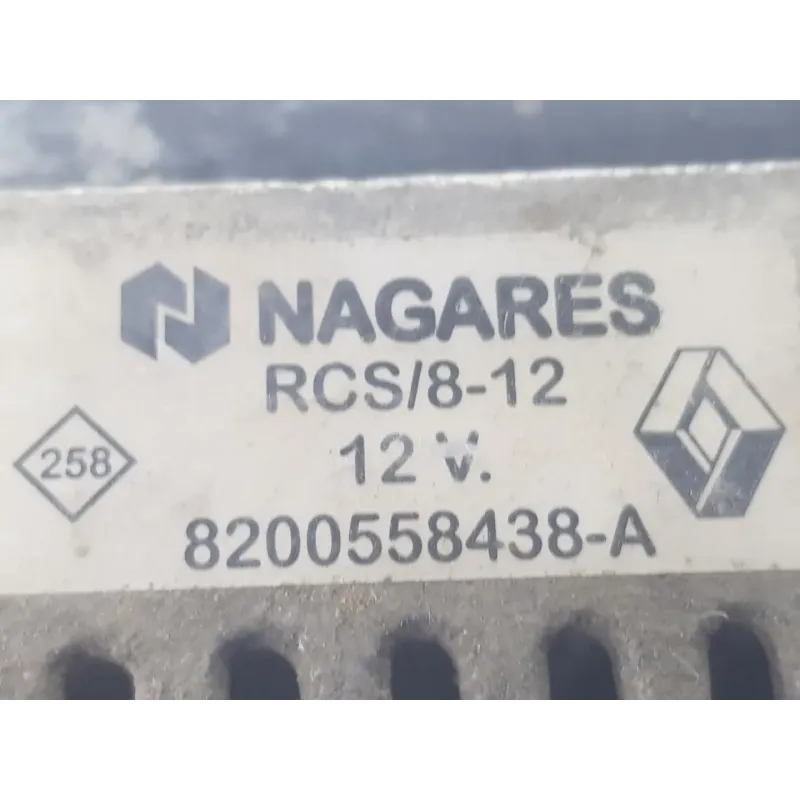 NAGARES
RCS/8-12
258
12 V.
8200558438-A